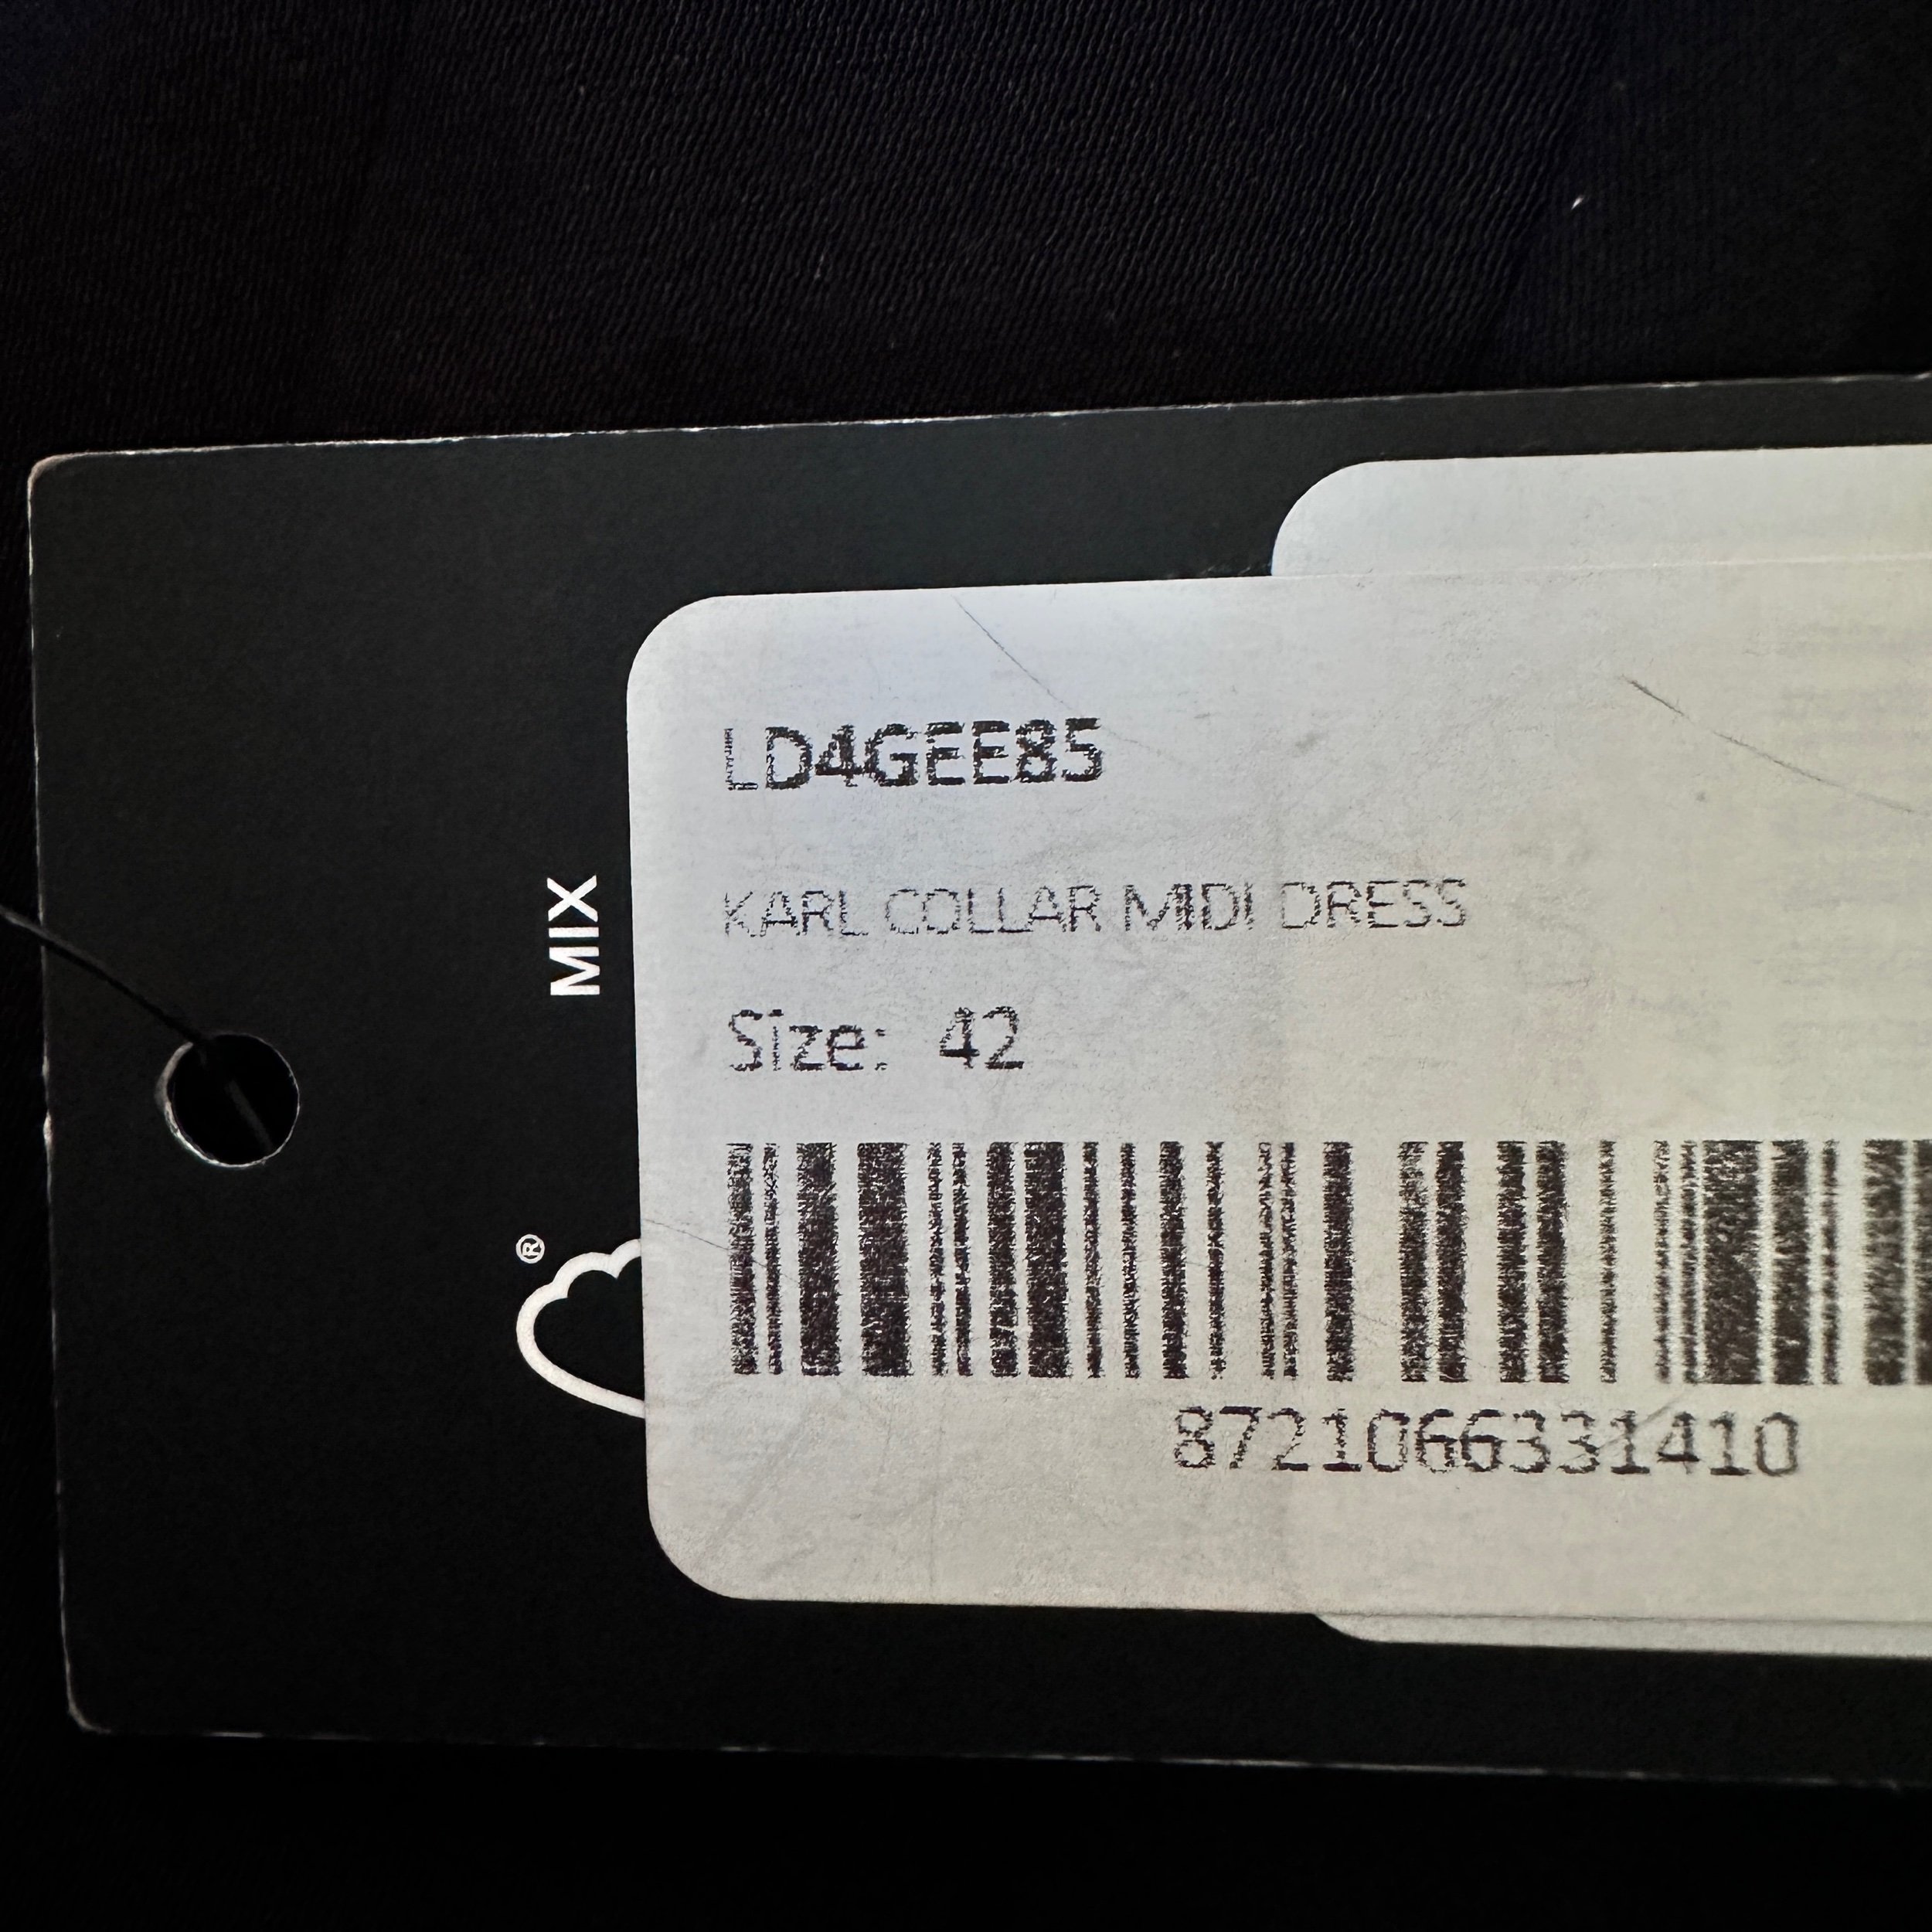 LD4GEE85
KARL COLLAR MIDI DRESS
Size: 42
8721066331410
MIX
®